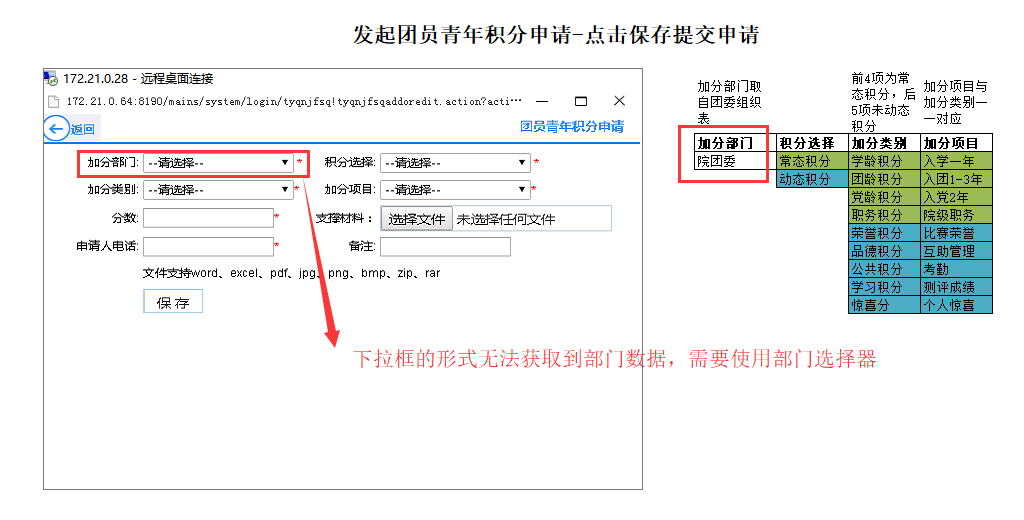 发起团员青年积分申请-点击保存提交申请
172.21.0.28 - 远程桌面连接
172.21.0.64:8190/mains/system/login/tyqnjfsq!tyqnjfsqaddoredit.action?acti···
返回
团员青年积分申请
加分部门: --请选择-- * 积分选择: --请选择-- *
加分类别: --请选择-- * 加分项目: --请选择-- *
分数: * 支撑材料： 选择文件 未选择任何文件
申请人电话: * 备注:
文件支持word、excel、pdf、jpg、png、bmp、zip、rar
保 存
下拉框的形式无法获取到部门数据，需要使用部门选择器
加分部门取
自团委组织
表
前4项为常
态积分，后
5项未动态
积分
加分项目与
加分类别一
一对应
加分部门 积分选择 加分类别 加分项目
院团委 常态积分 学龄积分 入学一年
动态积分 团龄积分 入团1-3年
党龄积分 入党2年
职务积分 院级职务
荣誉积分 比赛荣誉
品德积分 互助管理
公共积分 考勤
学习积分 测评成绩
惊喜分 个人惊喜